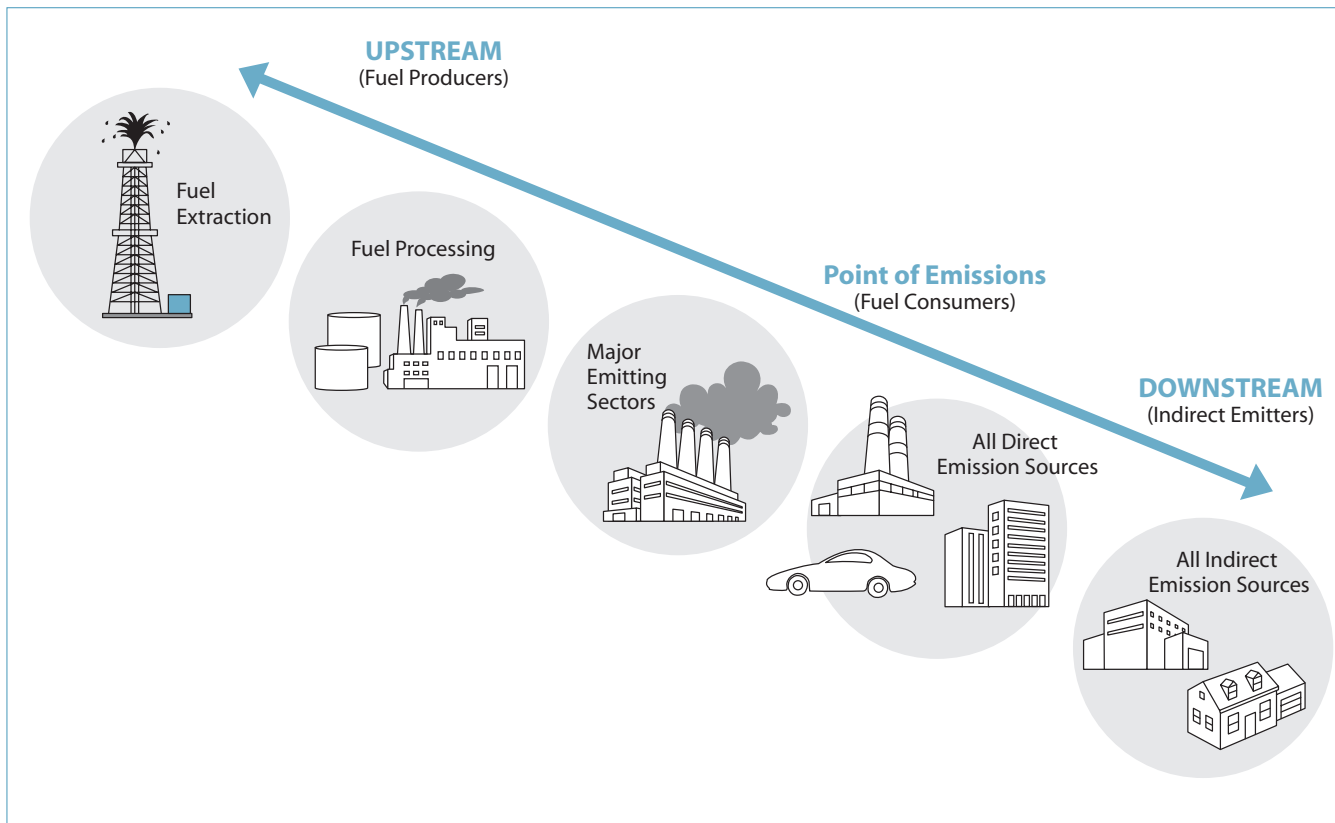 UPSTREAM
(Fuel Producers)
Fuel
Extraction
Fuel Processing
Point of Emissions
(Fuel Consumers)
Major
Emitting
Sectors
DOWNSTREAM
(Indirect Emitters)
All Direct
Emission Sources
All Indirect
Emission Sources